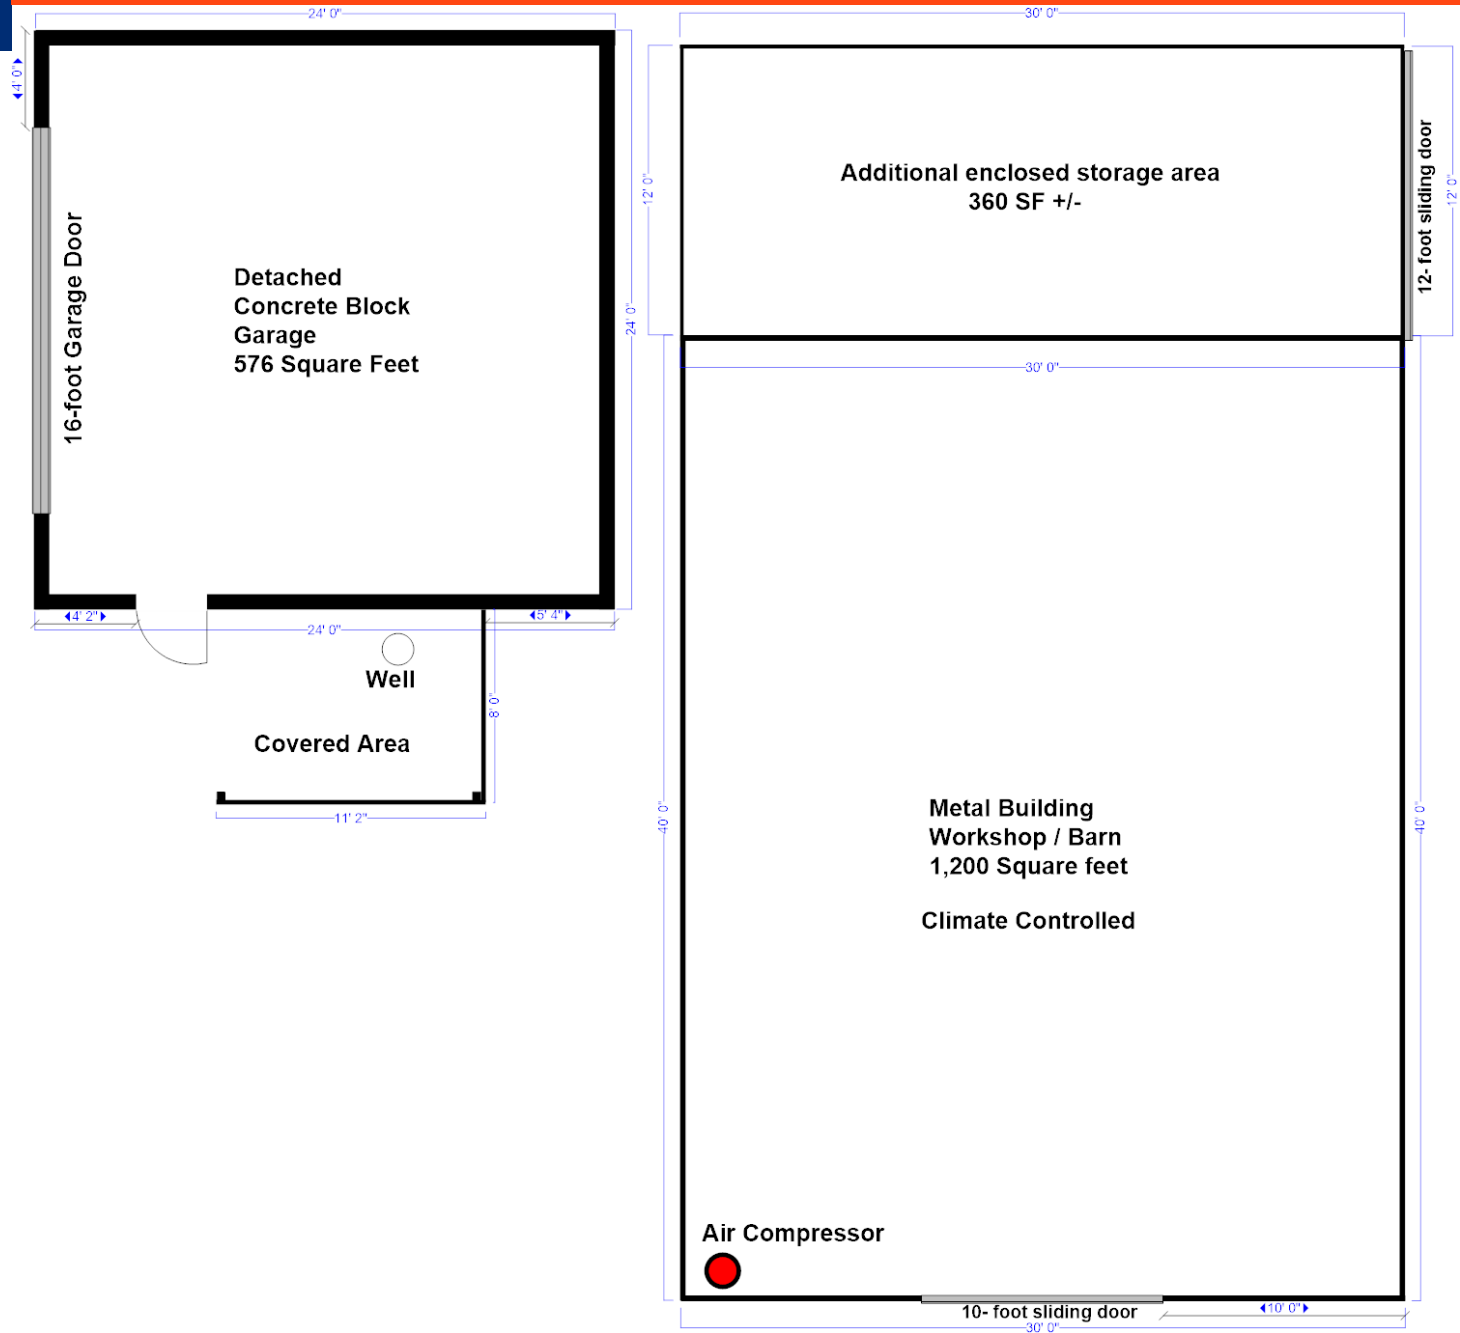 24' 0"
4' 0"
16-foot Garage Door
Detached
Concrete Block
Garage
576 Square Feet
24' 0"
4' 2"
24' 0"
5' 4"
Well
8' 0"
Covered Area
11' 2"
30' 0"
12' 0"
Additional enclosed storage area
360 SF +/-
12- foot sliding door
12' 0"
30' 0"
40' 0"
Metal Building
Workshop / Barn
1,200 Square feet
Climate Controlled
40' 0"
Air Compressor
10- foot sliding door
10' 0"
30' 0"